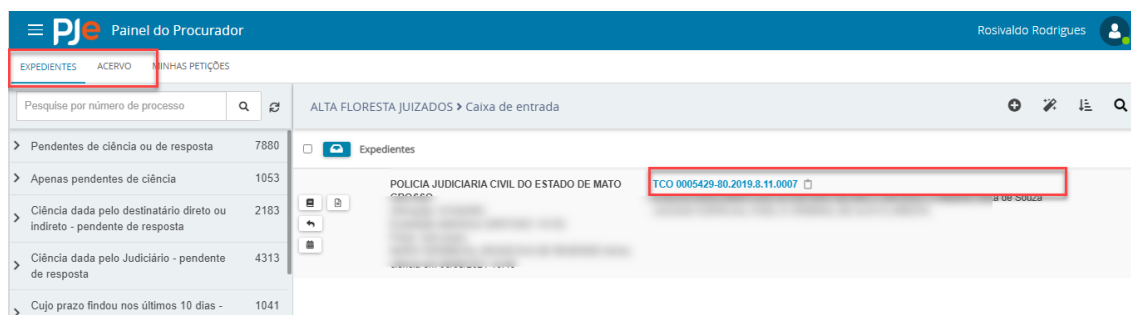 PJe Painel do Procurador
Rosivaldo Rodrigues
EXPEDIENTES ACERVO MINHAS PETIÇÕES
Pesquise por número de processo
ALTA FLORESTA JUIZADOS > Caixa de entrada
Pendentes de ciência ou de resposta 7880
Expedientes
Apenas pendentes de ciência 1053
POLICIA JUDICIARIA CIVIL DO ESTADO DE MATO
GROSSO
TCO 0005429-80.2019.8.11.0007
de Souza
Ciência dada pelo destinatário direto ou 2183
indireto - pendente de resposta
Ciência dada pelo Judiciário - pendente 4313
de resposta
Cujo prazo findou nos últimos 10 dias - 1041